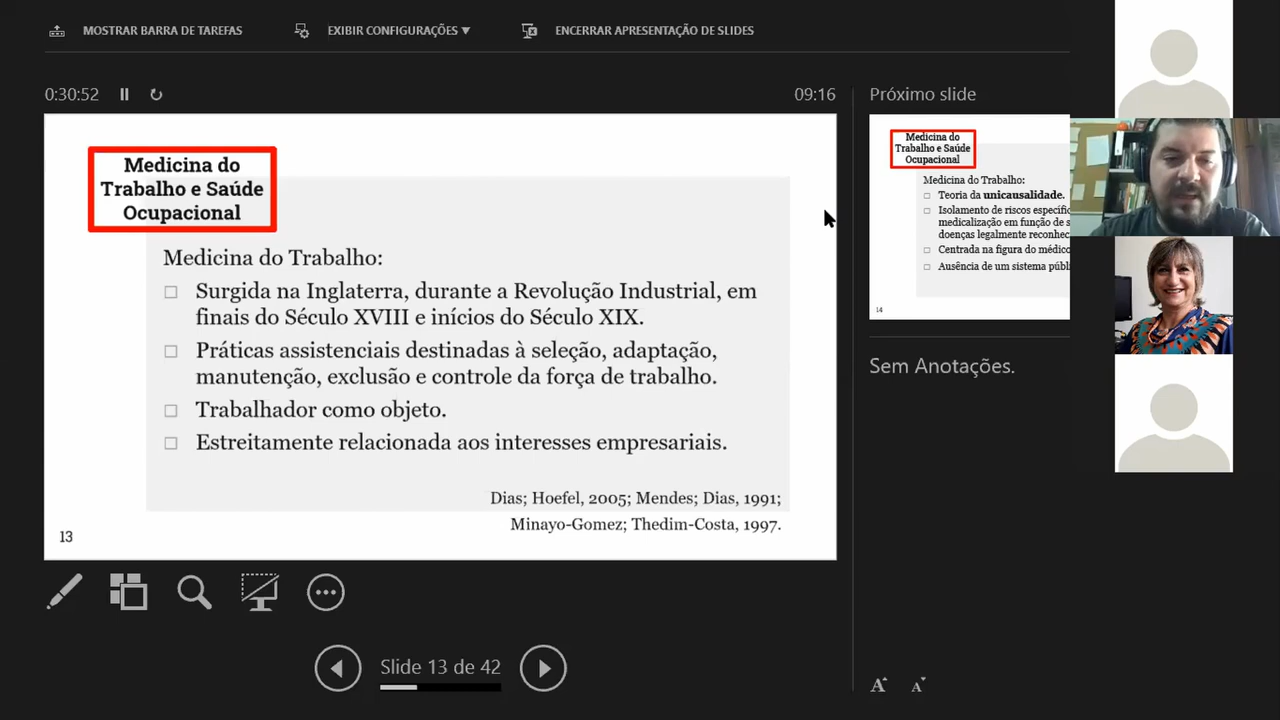 MOSTRAR BARRA DE TAREFAS
EXIBIR CONFIGURAÇÕES ▼
ENCERRAR APRESENTAÇÃO DE SLIDES
0:30:52
09:16
Medicina do
Trabalho e Saúde
Ocupacional
Medicina do Trabalho:
Surgida na Inglaterra, durante a Revolução Industrial, em
finais do Século XVIII e inícios do Século XIX.
Práticas assistenciais destinadas à seleção, adaptação,
manutenção, exclusão e controle da força de trabalho.
Trabalhador como objeto.
Estreitamente relacionada aos interesses empresariais.
Dias; Hoefel, 2005; Mendes; Dias, 1991;
Minayo-Gomez; Thedim-Costa, 1997.
13
Slide 13 de 42
Próximo slide
Medicina do
Trabalho e Saúde
Ocupacional
Medicina do Trabalho:
Teoria da unicausalidade.
Isolamento de riscos específic
medicalização em função de s
doenças legalmente reconhec
Centrada na figura do médico
Ausência de um sistema públ
14
Sem Anotações.
A A